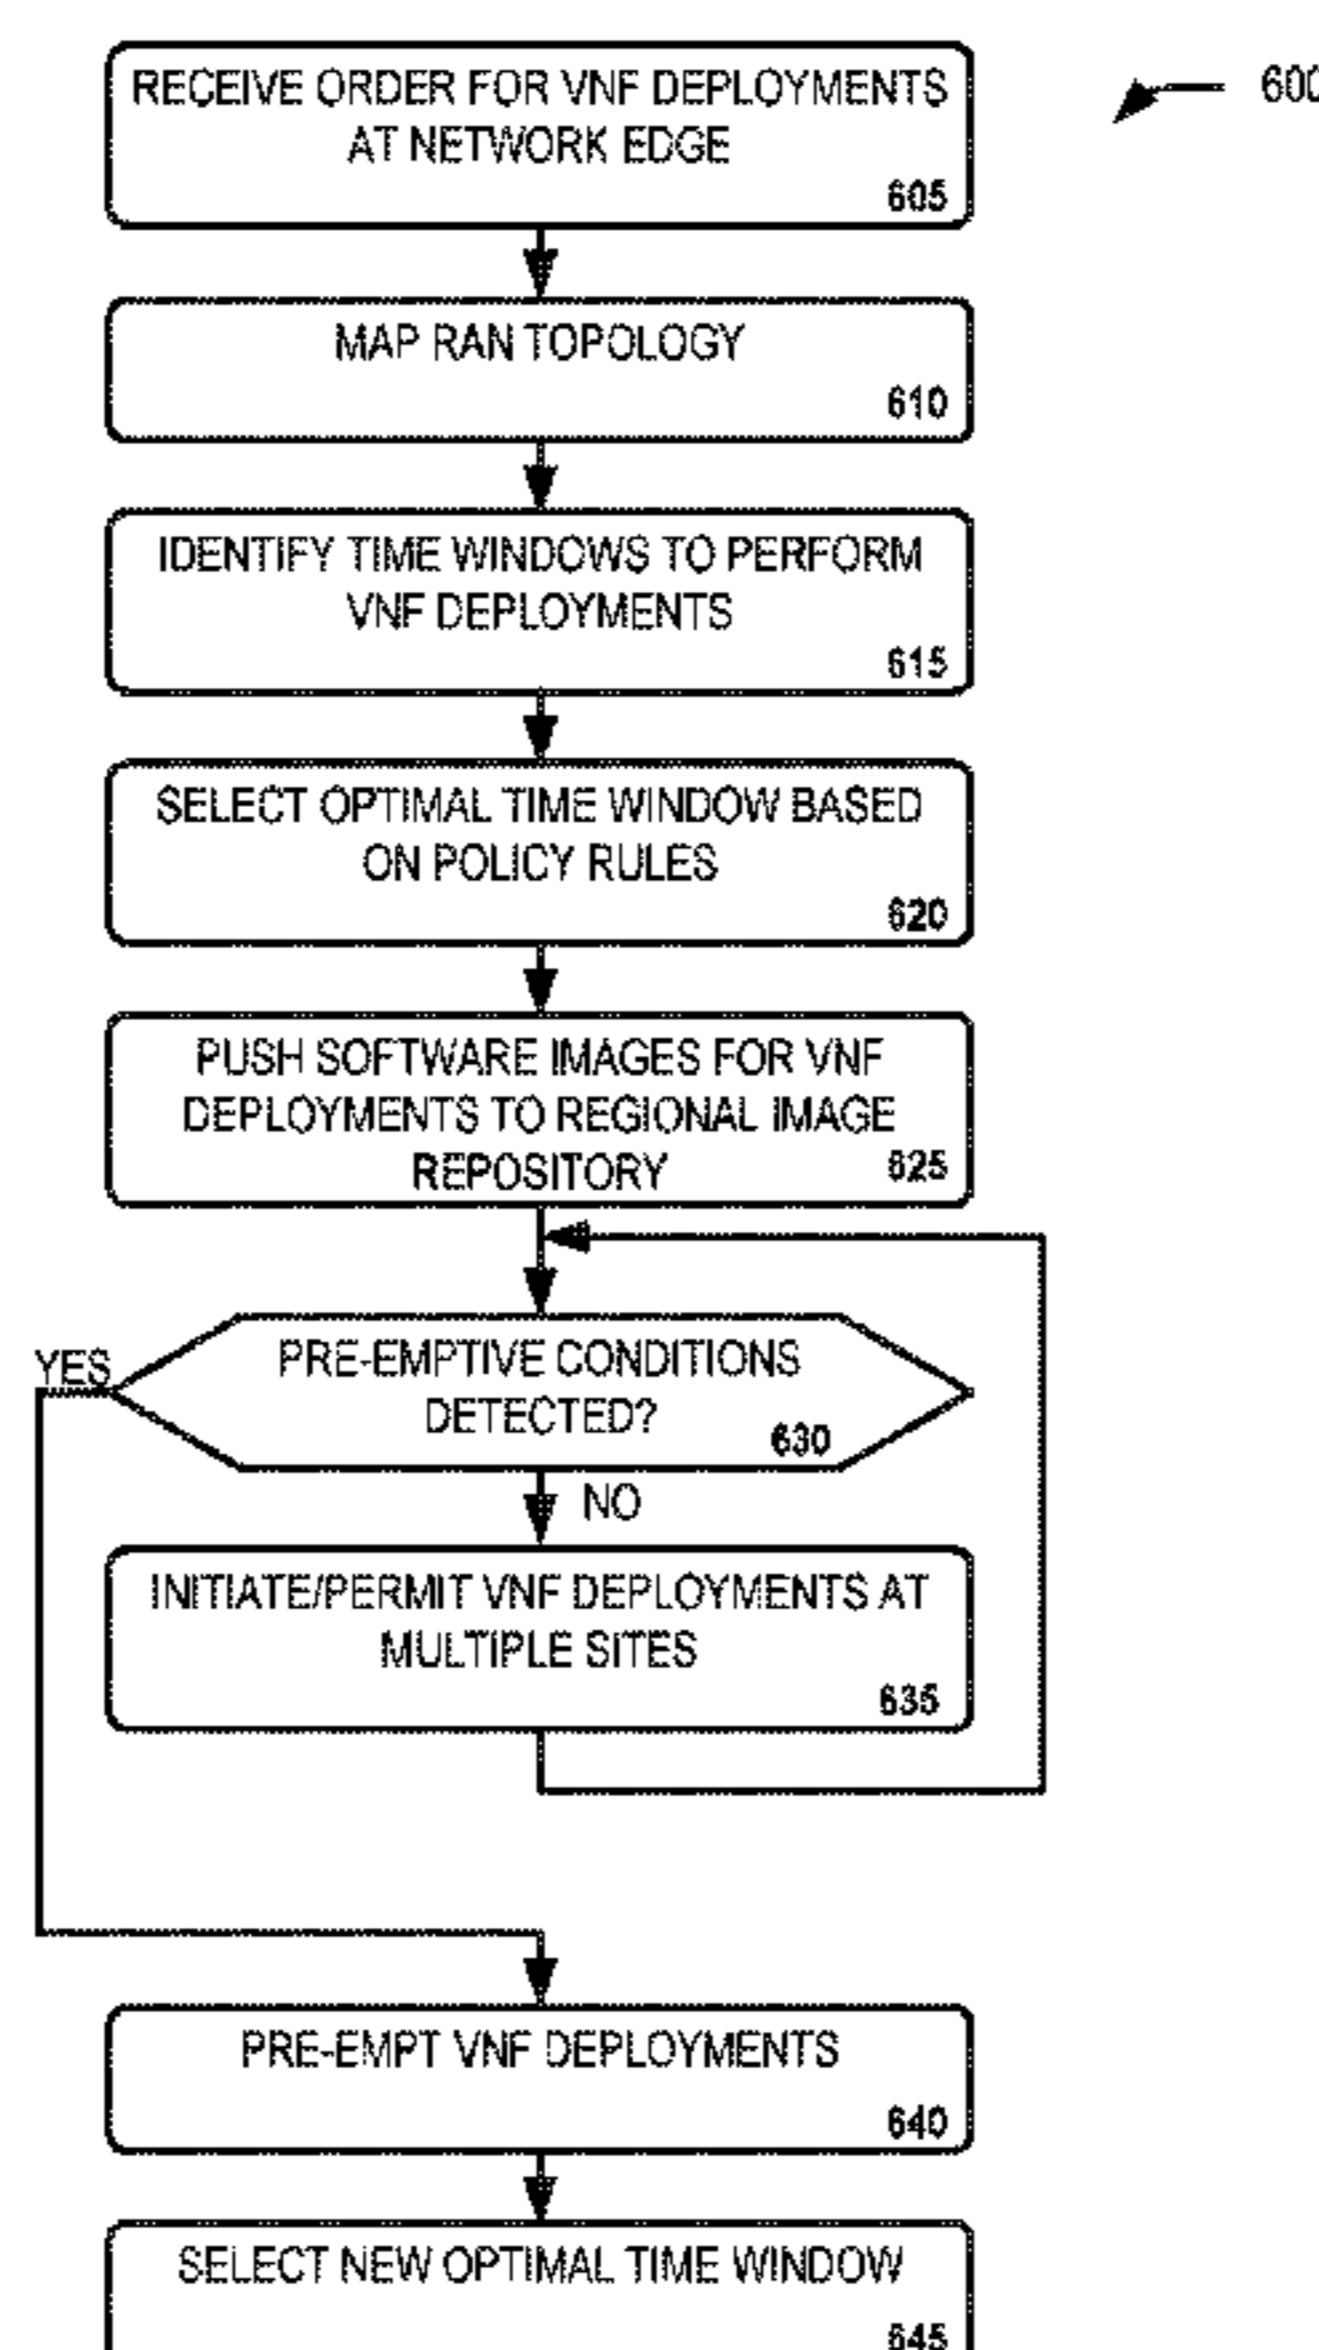 RECEIVE ORDER FOR VNF DEPLOYMENTS
AT NETWORK EDGE
605
600
MAP RAN TOPOLOGY
610
IDENTIFY TIME WINDOWS TO PERFORM
VNF DEPLOYMENTS
615
SELECT OPTIMAL TIME WINDOW BASED
ON POLICY RULES
620
PUSH SOFTWARE IMAGES FOR VNF
DEPLOYMENTS TO REGIONAL IMAGE
REPOSITORY
625
YES
PRE-EMPTIVE CONDITIONS
DETECTED?
630
NO
INITIATE/PERMIT VNF DEPLOYMENTS AT
MULTIPLE SITES
635
PRE-EMPT VNF DEPLOYMENTS
640
SELECT NEW OPTIMAL TIME WINDOW
645